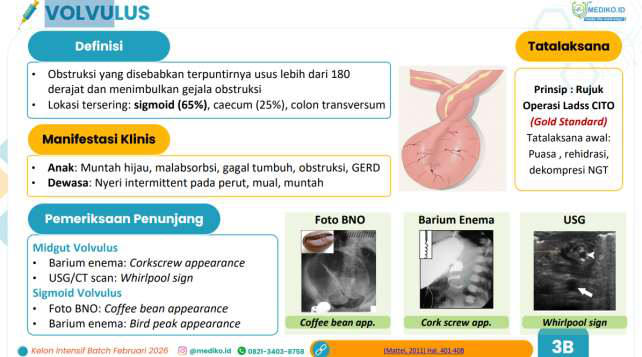 VOLVULUS
MEDIKO.ID
Definisi
• Obstruksi yang disebabkan terpuntirnya usus lebih dari 180
derajat dan menimbulkan gejala obstruksi
• Lokasi tersering: sigmoid (65%), caecum (25%), colon transversum
Manifestasi Klinis
• Anak: Muntah hijau, malabsorbsi, gagal tumbuh, obstruksi, GERD
• Dewasa: Nyeri intermittent pada perut, mual, muntah
Tatalaksana
Prinsip : Rujuk
Operasi Ladss CITO
(Gold Standard)
Tatalaksana awal:
Puasa , rehidrasi,
dekompresi NGT
Pemeriksaan Penunjang
Midgut Volvulus
• Barium enema: Corkscrew appearance
• USG/CT scan: Whirlpool sign
Sigmoid Volvulus
• Foto BNO: Coffee bean appearance
• Barium enema: Bird peak appearance
Foto BNO
Coffee bean app.
Barium Enema
Cork screw app.
USG
Whirlpool sign
Kelon Intensif Batch Februari 2026
@mediko.id
0821-3403-8758
(Mattei, 2011) Hal. 401-408
3B